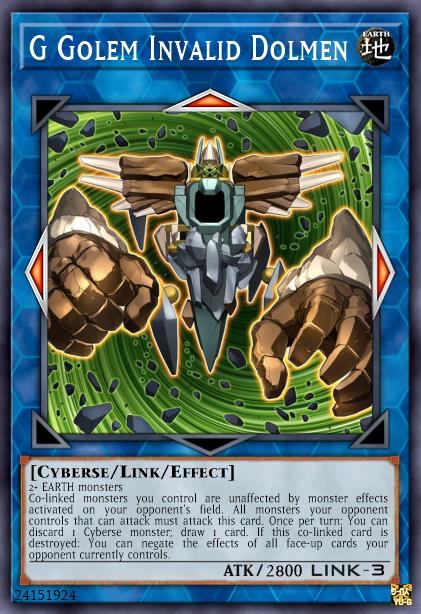 G Golem Invalid Dolmen
EARTH
地
[Cyberse/Link/Effect]
2+ EARTH monsters
Co-linked monsters you control are unaffected by monster effects
activated on your opponent's field. All monsters your opponent
controls that can attack must attack this card. Once per turn: You can
discard 1 Cyberse monster; draw 1 card. If this co-linked card is
destroyed: You can negate the effects of all face-up cards your
opponent currently controls.
ATK/2800 LINK-3
24151924